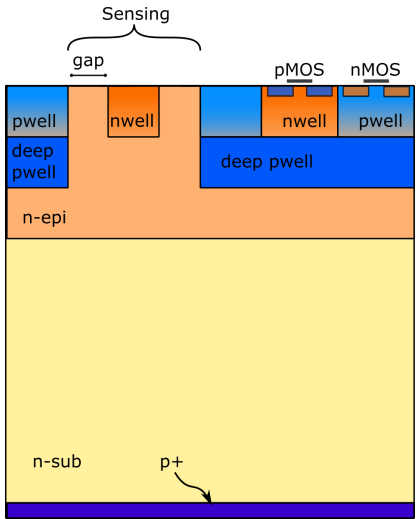 Sensing
gap
pMOS
nMOS
pwell
nwell
nwell
pwell
deep
pwell
deep pwell
n-epi
n-sub
p+